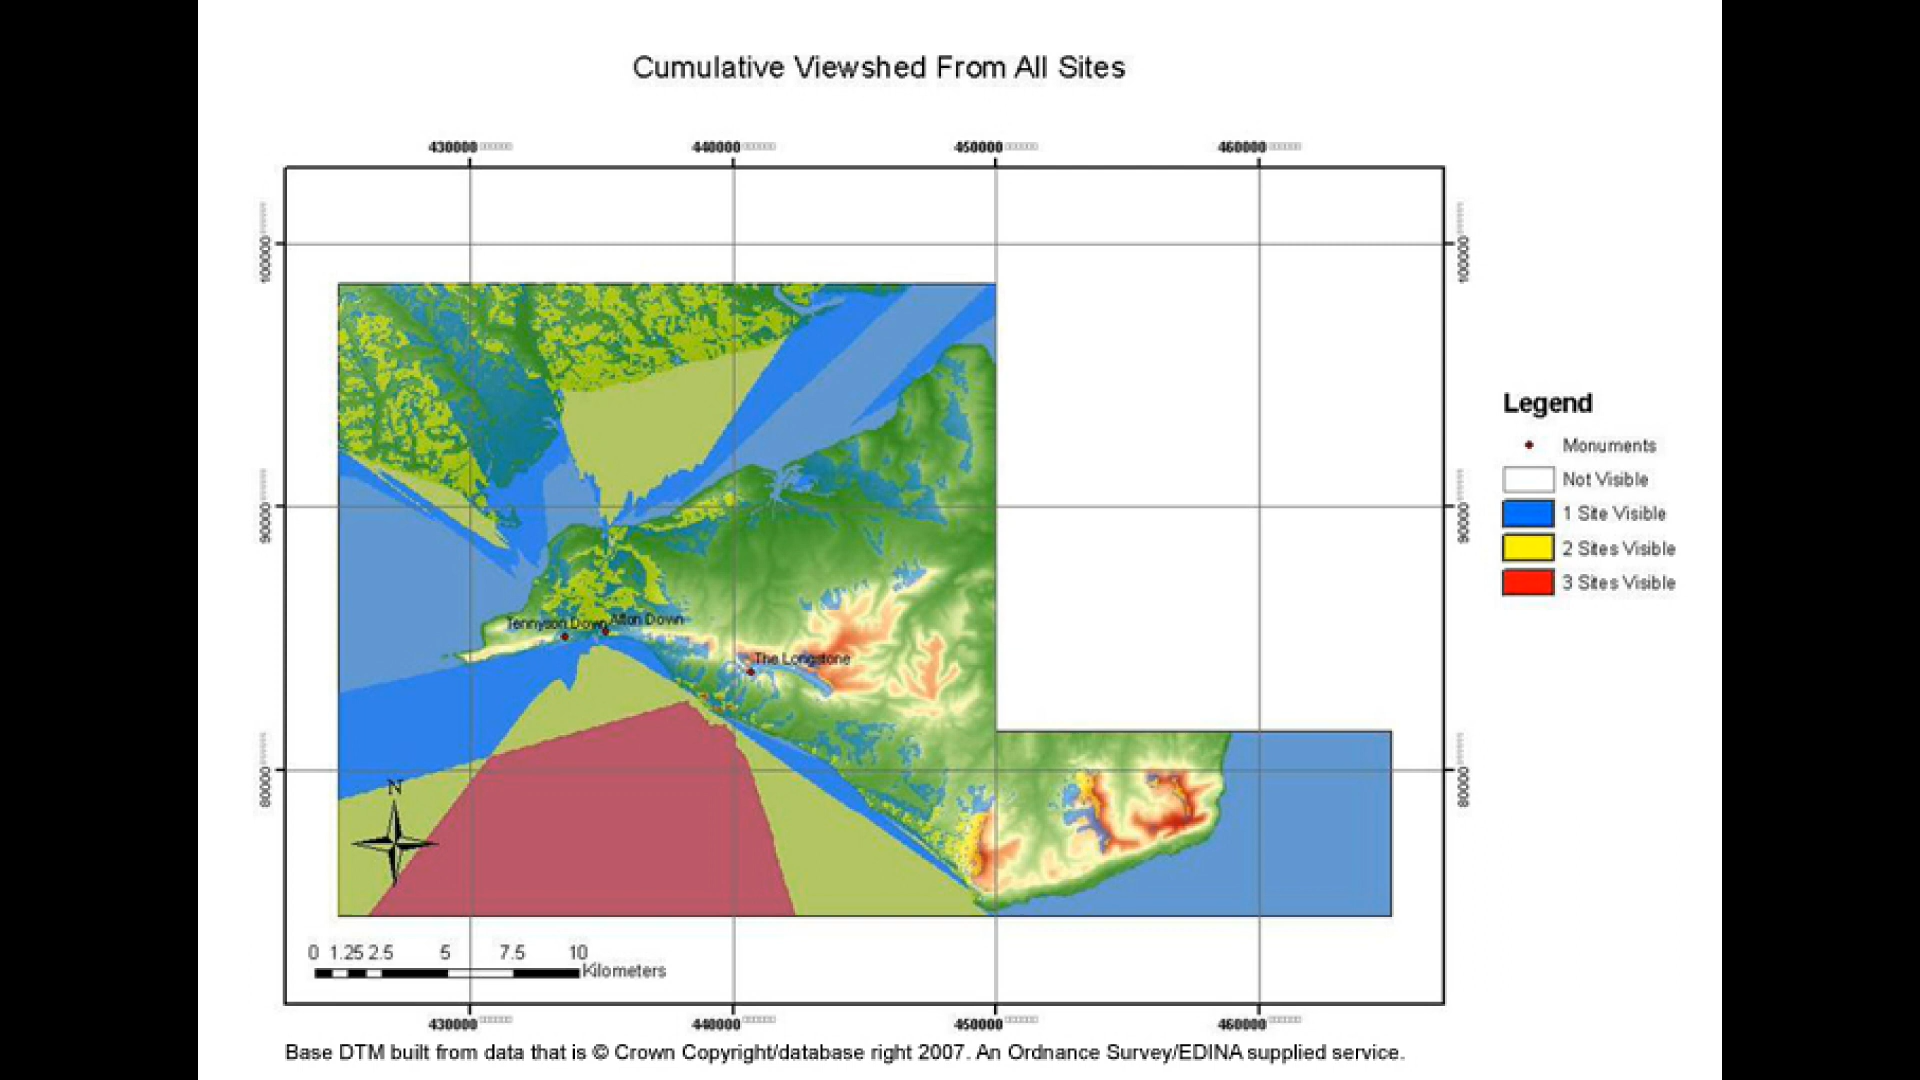 Cumulative Viewshed From All Sites
430000 440000 450000 460000
100000 100000
90000 90000
80000 80000
Tennyson Down Afton Down
The Longstone
N
0 1.25 2.5 5 7.5 10
Kilometers
430000 440000 450000 460000
Legend
Monuments
Not Visible
1 Site Visible
2 Sites Visible
3 Sites Visible
Base DTM built from data that is © Crown Copyright/database right 2007. An Ordnance Survey/EDINA supplied service.